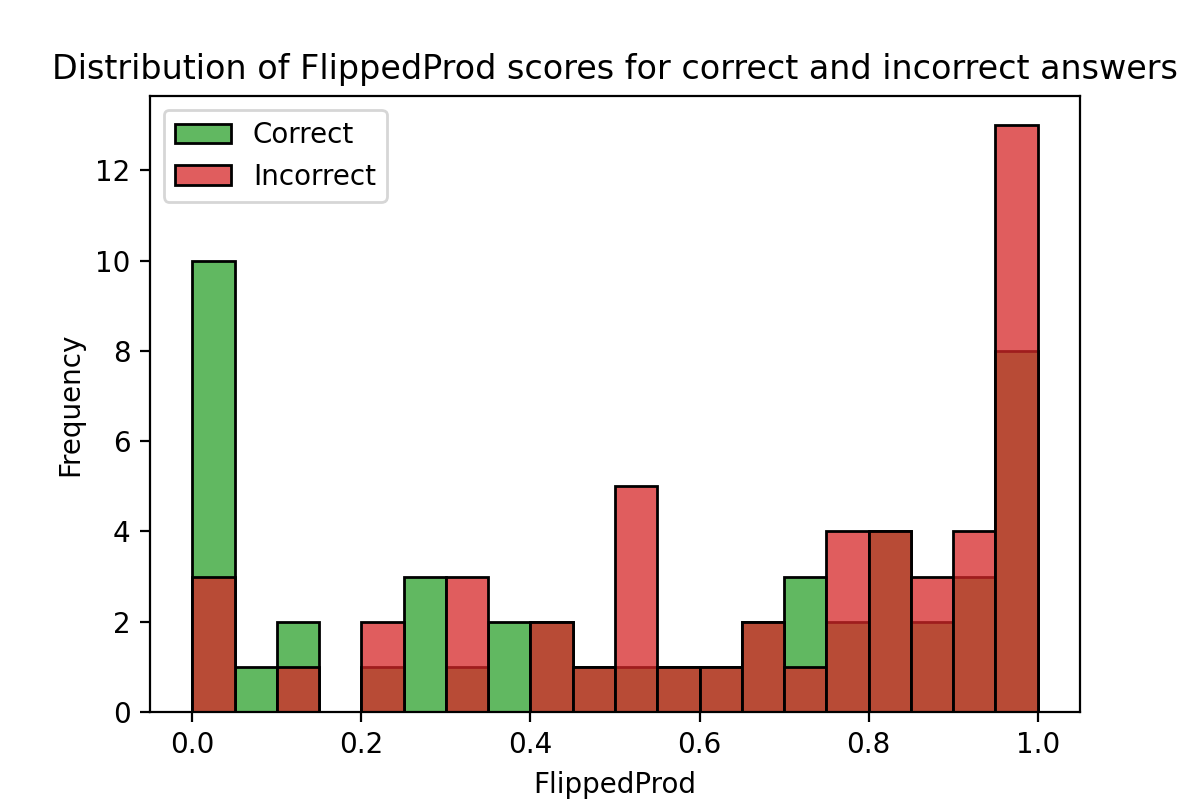 Distribution of FlippedProd scores for correct and incorrect answers
Correct
Incorrect
Frequency
12
10
8
6
4
2
0
0.0 0.2 0.4 0.6 0.8 1.0
FlippedProd